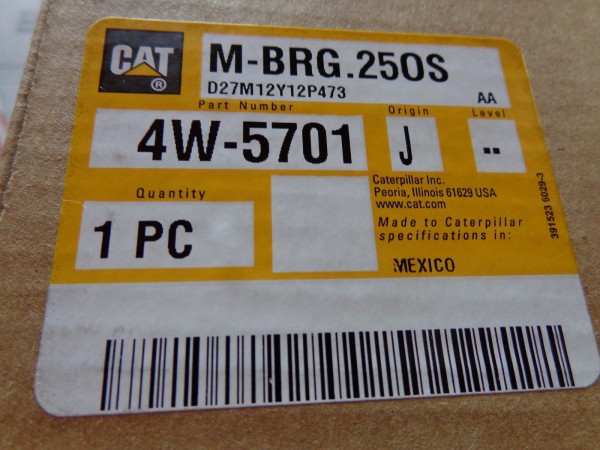 CAT ®
M-BRG.25OS
D27M12Y12P473
AA
Part Number
Origin
Level
4W-5701
J
--
Caterpillar Inc.
Peoria, Illinois 61629 USA
www.cat.com
Quantity
1 PC
Made to Caterpillar
specifications in:
MEXICO
391523 6029-3